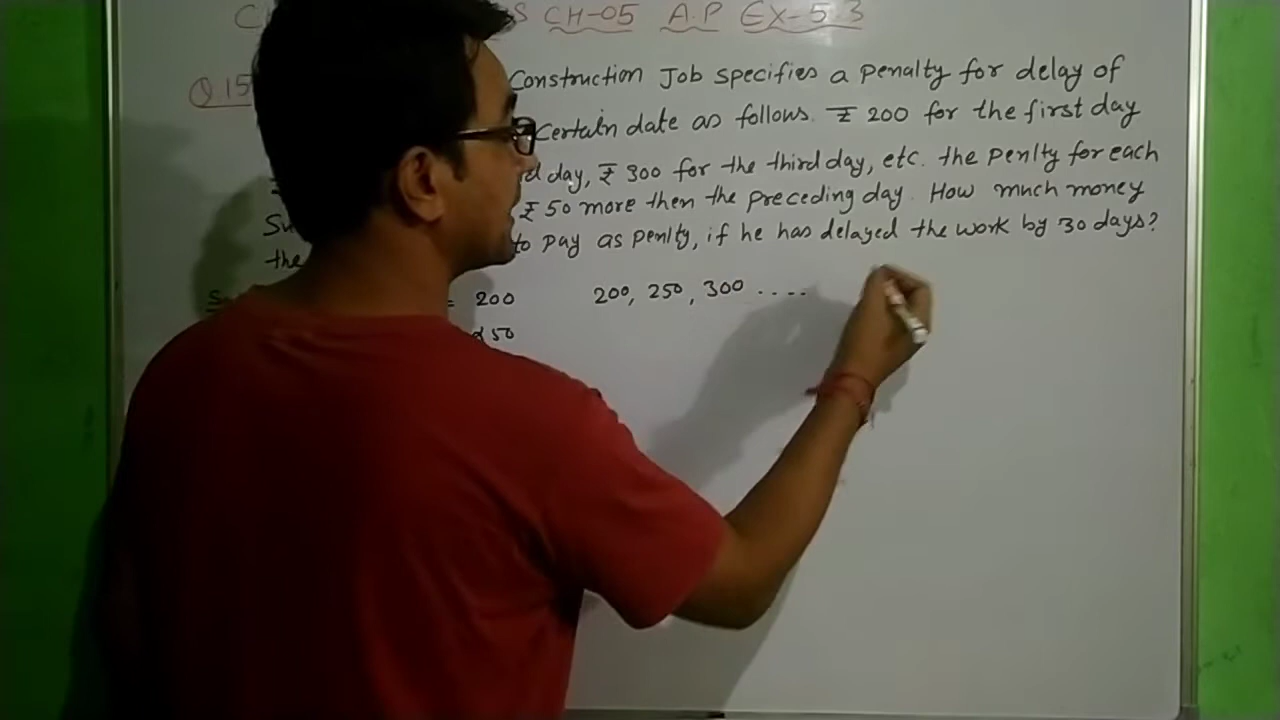 S CH-05 A.P EX-5.3
Q 15 Construction Job specifies a penalty for delay of
Certain date as follows. ₹ 200 for the first day
day, ₹ 300 for the third day, etc. the Penlty for each
Su ₹ 50 more then the preceding day. How much money
the to pay as penlty, if he has delayed the work by 30 days?
= 200 200, 250, 300 ....
50